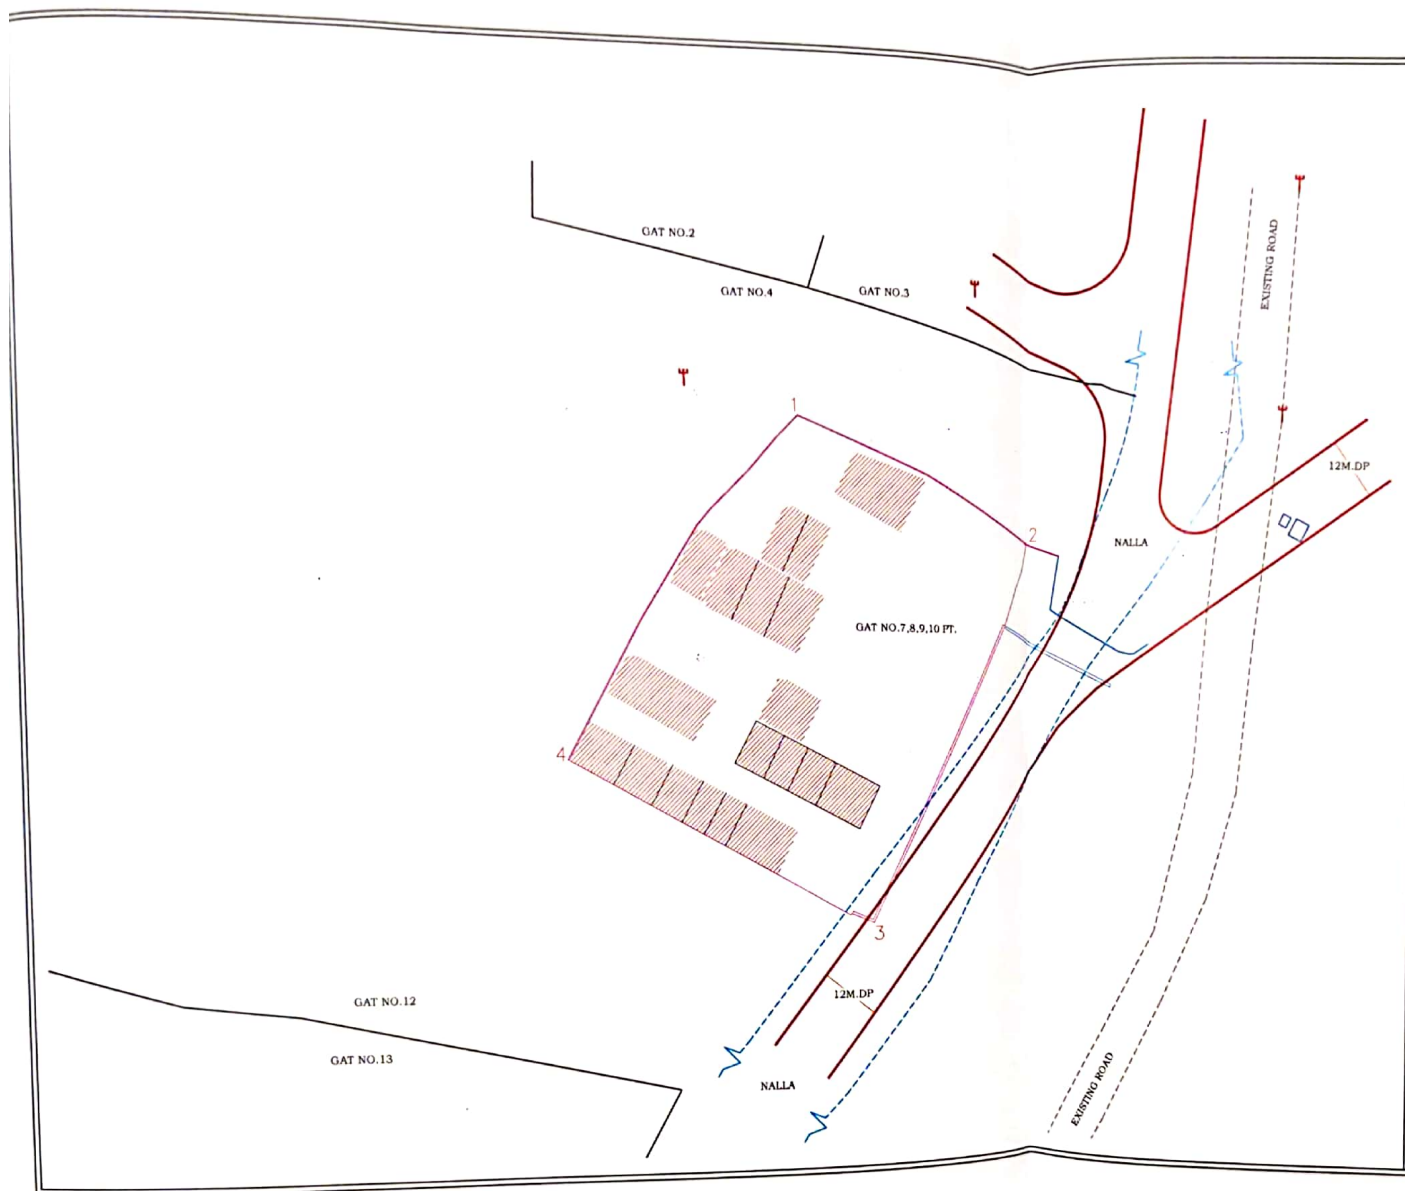 GAT NO.2
GAT NO.4
GAT NO.3
EXISTING ROAD
1
12M.DP
2
NALLA
GAT NO.7,8,9,10 PT.
4
3
12M.DP
GAT NO.12
GAT NO.13
NALLA
EXISTING ROAD